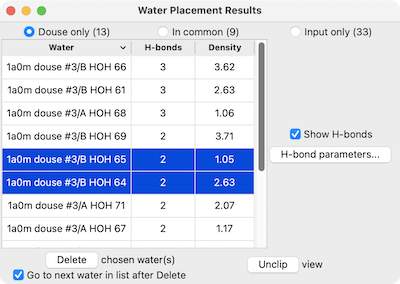 Water Placement Results
Douse only (13) In common (9) Input only (33)
Water H-bonds Density
1a0m douse #3/B HOH 66 3 3.62
1a0m douse #3/B HOH 61 3 2.63
1a0m douse #3/A HOH 68 3 1.06
1a0m douse #3/B HOH 69 2 3.71
1a0m douse #3/B HOH 65 2 1.05
1a0m douse #3/B HOH 64 2 2.63
1a0m douse #3/A HOH 71 2 2.07
1a0m douse #3/A HOH 67 2 1.17
Show H-bonds
H-bond parameters...
Delete chosen water(s)
Go to next water in list after Delete
Unclip view